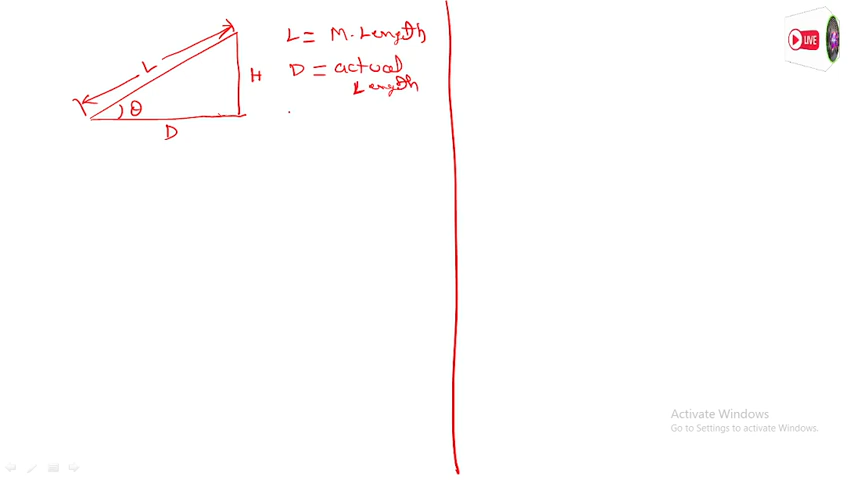 L
H
θ
D
L = M. Length
D = actual
Length
LIVE
Activate Windows
Go to Settings to activate Windows.